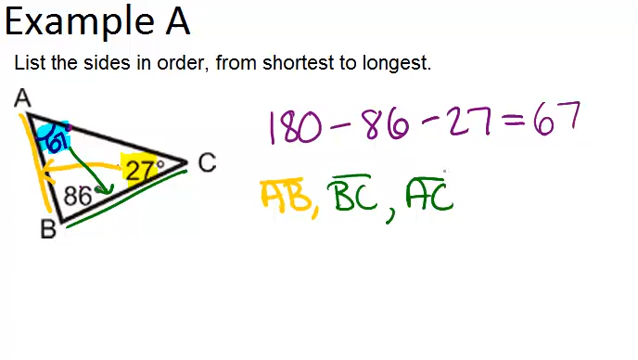 Example A
List the sides in order, from shortest to longest.
A
67°
180 - 86 - 27 = 67
27°
C
86°
B
AB, BC, AC